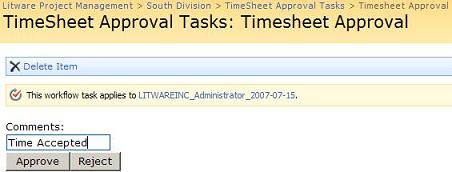 Litware Project Management > South Division > TimeSheet Approval Tasks > Timesheet Approval
TimeSheet Approval Tasks: Timesheet Approval
Delete Item
This workflow task applies to LITWAREINC_Administrator_2007-07-15.
Comments:
Time Accepted
Approve Reject